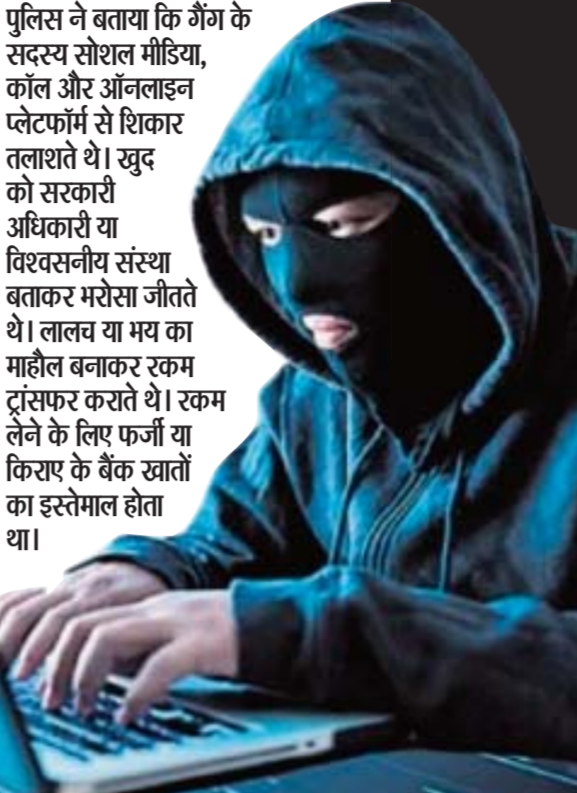 पुलिस ने बताया कि गैंग के
सदस्य सोशल मीडिया,
कॉल और ऑनलाइन
प्लेटफॉर्म से शिकार
तलाशते थे। खुद
को सरकारी
अधिकारी या
विश्वसनीय संस्था
बताकर भरोसा जीतते
थे। लालच या भय का
माहौल बनाकर रकम
ट्रांसफर कराते थे। रकम
लेने के लिए फर्जी या
किराए के बैंक खातों
का इस्तेमाल होता
था।